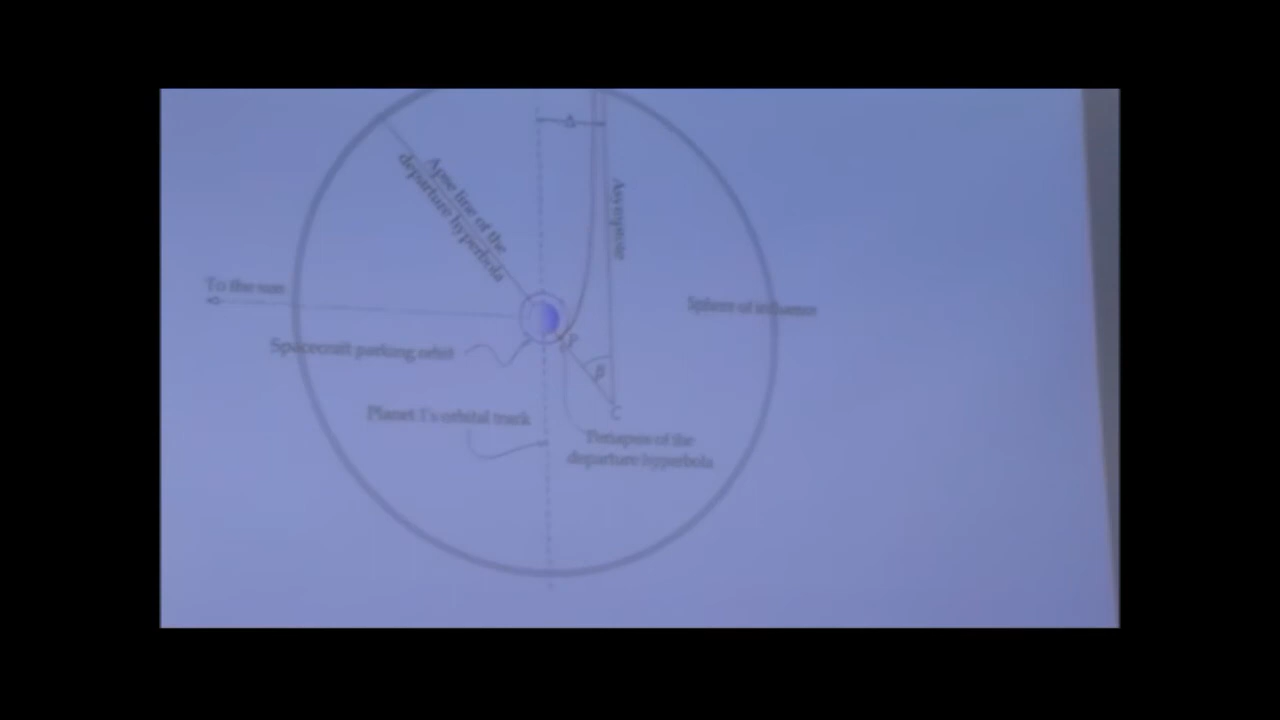 Δ
Apse line of the
departure hyperbola
Asymptote
To the sun
Sphere of influence
Spacecraft parking orbit
P
β
C
Planet 1's orbital track
Periapsis of the
departure hyperbola